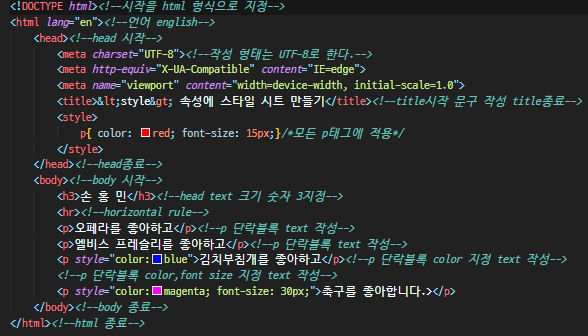 <!DOCTYPE html><!--시작을 html 형식으로 지정-->
<html lang="en"><!--언어 english-->
<head><!--head 시작-->
<meta charset="UTF-8"><!--작성 형태는 UTF-8로 한다.-->
<meta http-equiv="X-UA-Compatible" content="IE=edge">
<meta name="viewport" content="width=device-width, initial-scale=1.0">
<title>&lt;style&gt; 속성에 스타일 시트 만들기</title><!--title시작 문구 작성 title종료-->
<style>
p{ color: red; font-size: 15px;}/*모든 p태그에 적용*/
</style>
</head><!--head종료-->
<body><!--body 시작-->
<h3>손 홍 민</h3><!--head text 크기 숫자 3지정-->
<hr><!--horizontal rule-->
<p>오페라를 좋아하고</p><!--p 단락블록 text 작성-->
<p>엘비스 프레슬리를 좋아하고</p><!--p 단락블록 text 작성-->
<p style="color:blue">김치부침개를 좋아하고</p><!--p 단락블록 color 지정 text 작성-->
<!--p 단락블록 color,font size 지정 text 작성-->
<p style="color:magenta; font-size: 30px;">축구를 좋아합니다.></p>
</body><!--body 종료-->
</html><!--html 종료-->